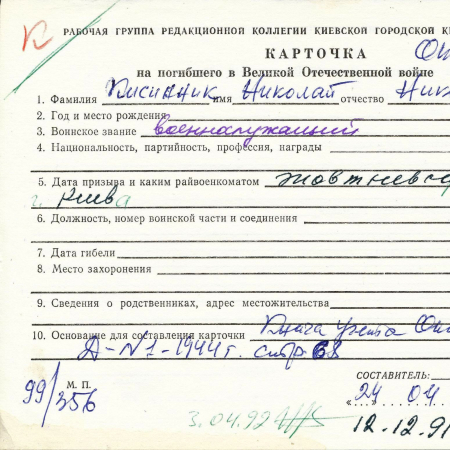 РАБОЧАЯ ГРУППА РЕДАКЦИОННОЙ КОЛЛЕГИИ КИЕВСКОЙ ГОРОДСКОЙ
КАРТОЧКА
на погибшего в Великой Отечественной войне
1. Фамилия Кисинник имя Николай отчество
2. Год и место рождения
3. Воинское звание военнослужащий
4. Национальность, партийность, профессия, награды
5. Дата призыва и каким райвоенкоматом
г. Киева
6. Должность, номер воинской части и соединения
7. Дата гибели
8. Место захоронения
9. Сведения о родственниках, адрес местожительства
10. Основание для составления карточки Книга учета
Д-N7-1944 г. стр. 68
СОСТАВИТЕЛЬ:
М. П.
99/356
"24" 04
3.04.92
12.12.91